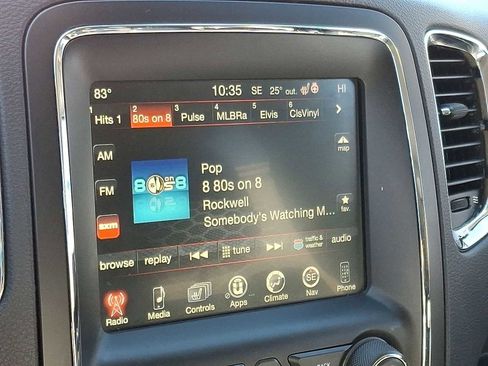 83° 10:35 SE 25° out. HI
1 Hits 1 2 80s on 8 3 Pulse 4 MLBRa 5 Elvis 6 ClsVinyl
AM
map
Pop
8 80s on 8
FM
Rockwell
fav.
Somebody's Watching M...
sxm
browse replay tune traffic & weather audio
Radio Media Controls Apps Climate SE Nav Phone
BACK